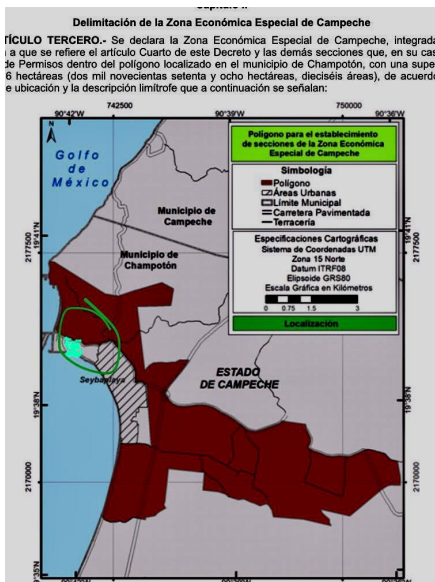 Capítulo II
Delimitación de la Zona Económica Especial de Campeche
TÍCULO TERCERO.- Se declara la Zona Económica Especial de Campeche, integrada
a que se refiere el artículo Cuarto de este Decreto y las demás secciones que, en su cas
de Permisos dentro del polígono localizado en el municipio de Champotón, con una supe
6 hectáreas (dos mil novecientas setenta y ocho hectáreas, dieciséis áreas), de acuerd
e ubicación y la descripción limítrofe que a continuación se señalan:
90°42'W 742500 90°39'W 750000 90°36'W
N
Golfo
de
México
Polígono para el establecimiento
de secciones de la Zona Económica
Especial de Campeche
Simbología
Polígono
Áreas Urbanas
Límite Municipal
Carretera Pavimentada
Terracería
Especificaciones Cartográficas
Sistema de Coordenadas UTM
Zona 15 Norte
Datum ITRF08
Elipsoide GRS80
Escala Gráfica en Kilómetros
0 0.75 1.5 3
Localización
Municipio de
Campeche
Municipio de
Champotón
19°41'N
2177500
19°41'N
2177500
Seybaplaya
ESTADO
DE CAMPECHE
19°38'N
19°38'N
2170000
2170000